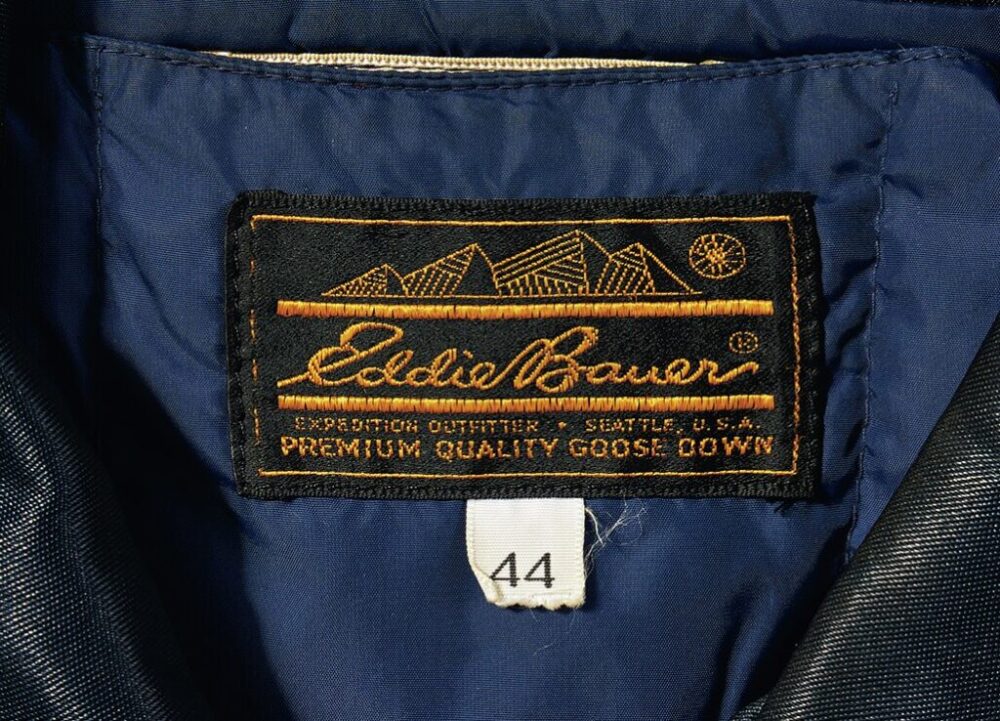 Eddie Bauer ®
EXPEDITION OUTFITTER • SEATTLE, U.S.A.
PREMIUM QUALITY GOOSE DOWN
44